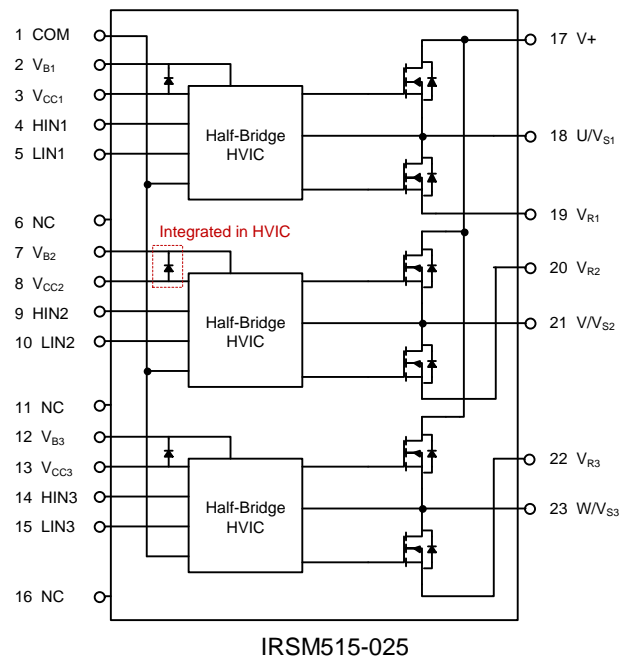 1 COM
2 VB1
3 VCC1
4 HIN1
5 LIN1
6 NC
7 VB2
8 VCC2
9 HIN2
10 LIN2
11 NC
12 VB3
13 VCC3
14 HIN3
15 LIN3
16 NC
Half-Bridge
HVIC
Integrated in HVIC
Half-Bridge
HVIC
Half-Bridge
HVIC
17 V+
18 U/VS1
19 VR1
20 VR2
21 V/VS2
22 VR3
23 W/VS3
IRSM515-025